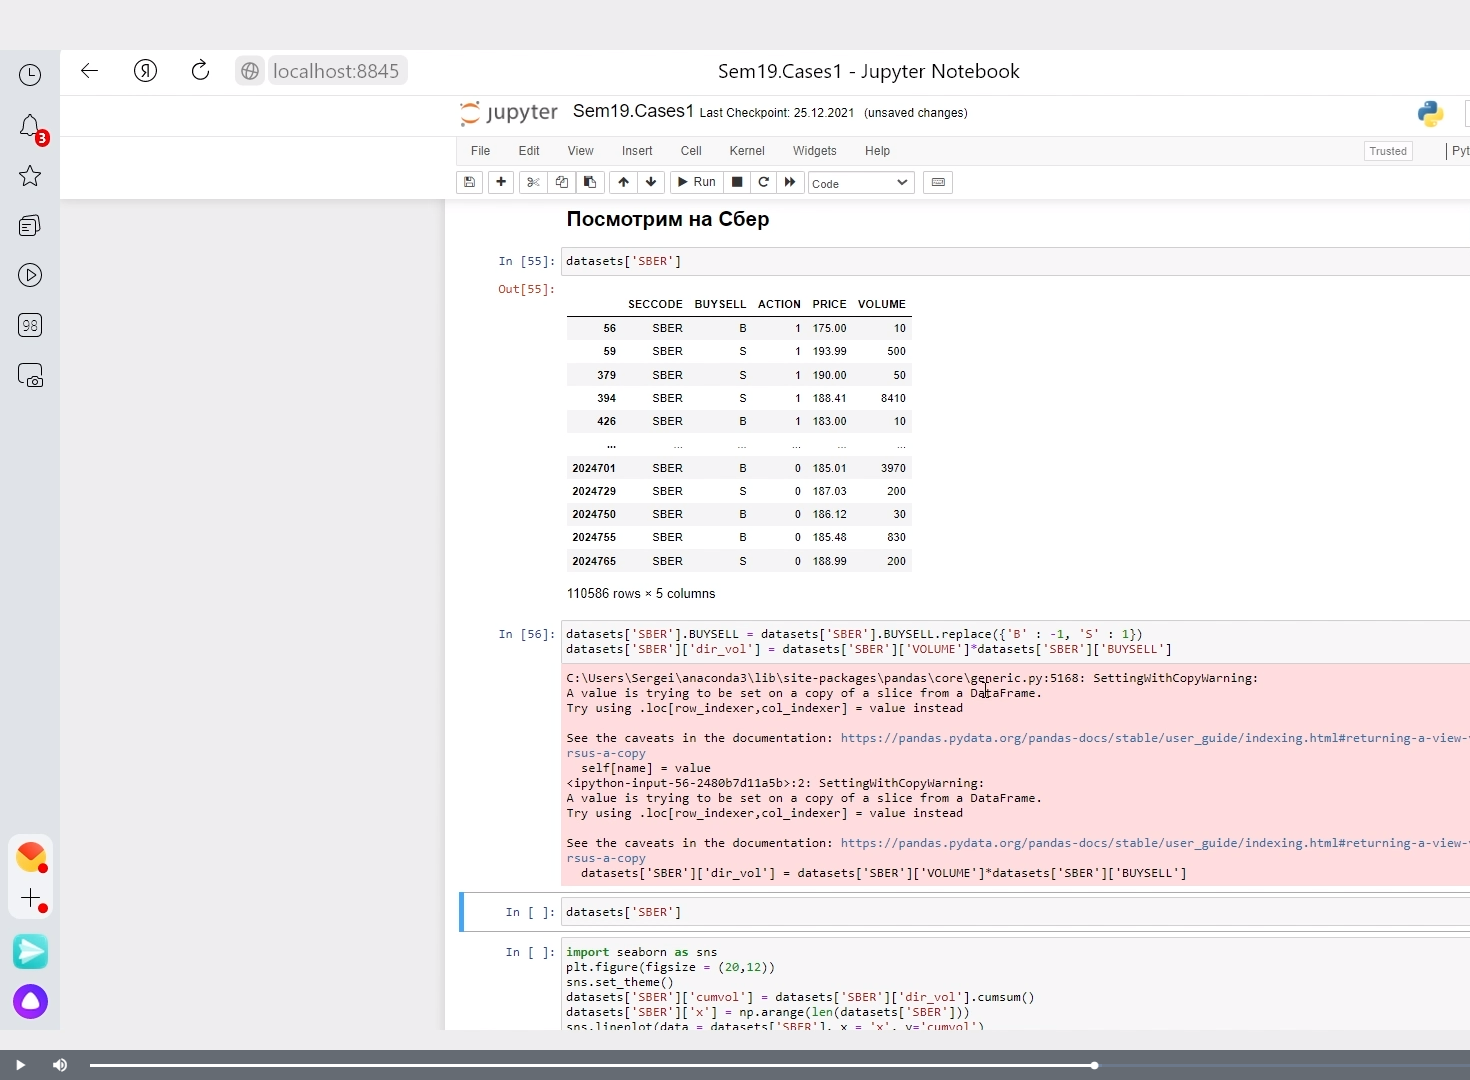 localhost:8845
Sem19.Cases1 - Jupyter Notebook
3
98
jupyter Sem19.Cases1 Last Checkpoint: 25.12.2021 (unsaved changes)
File Edit View Insert Cell Kernel Widgets Help Trusted Pyt
Run Code
Посмотрим на Сбер
In [55]: datasets['SBER']
Out[55]:
SECCODE BUYSELL ACTION PRICE VOLUME
56 SBER B 1 175.00 10
59 SBER S 1 193.99 500
379 SBER S 1 190.00 50
394 SBER S 1 188.41 8410
426 SBER B 1 183.00 10
... ... ... ... ... ...
2024701 SBER B 0 185.01 3970
2024729 SBER S 0 187.03 200
2024750 SBER B 0 186.12 30
2024755 SBER B 0 185.48 830
2024765 SBER S 0 188.99 200
110586 rows × 5 columns
In [56]: datasets['SBER'].BUYSELL = datasets['SBER'].BUYSELL.replace({'B' : -1, 'S' : 1})
datasets['SBER']['dir_vol'] = datasets['SBER']['VOLUME']*datasets['SBER']['BUYSELL']
C:\Users\Sergei\anaconda3\lib\site-packages\pandas\core\generic.py:5168: SettingWithCopyWarning:
A value is trying to be set on a copy of a slice from a DataFrame.
Try using .loc[row_indexer,col_indexer] = value instead
See the caveats in the documentation: https://pandas.pydata.org/pandas-docs/stable/user_guide/indexing.html#returning-a-view-v
rsus-a-copy
self[name] = value
<ipython-input-56-2480b7d11a5b>:2: SettingWithCopyWarning:
A value is trying to be set on a copy of a slice from a DataFrame.
Try using .loc[row_indexer,col_indexer] = value instead
See the caveats in the documentation: https://pandas.pydata.org/pandas-docs/stable/user_guide/indexing.html#returning-a-view-v
rsus-a-copy
datasets['SBER']['dir_vol'] = datasets['SBER']['VOLUME']*datasets['SBER']['BUYSELL']
In [ ]: datasets['SBER']
In [ ]: import seaborn as sns
plt.figure(figsize = (20,12))
sns.set_theme()
datasets['SBER']['cumvol'] = datasets['SBER']['dir_vol'].cumsum()
datasets['SBER']['x'] = np.arange(len(datasets['SBER']))
sns.lineplot(data = datasets['SBER'], x = 'x', y='cumvol')